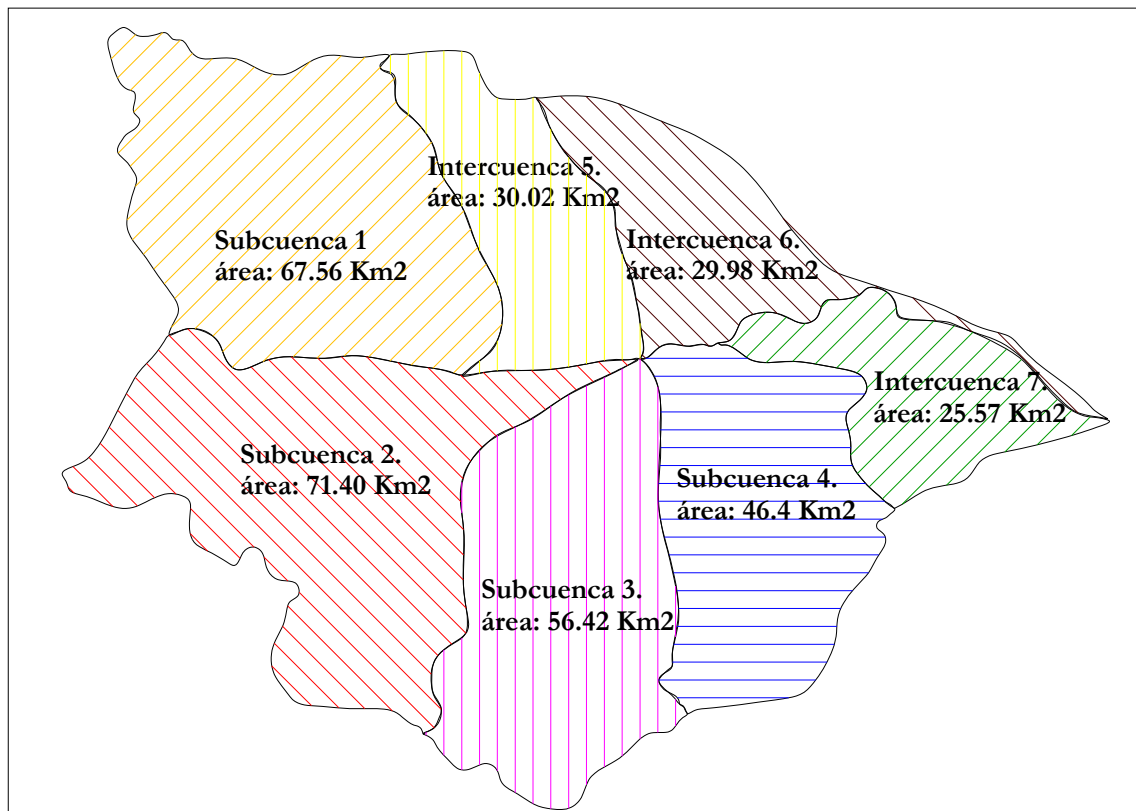 Intercuenca 5.
área: 30.02 Km2
Subcuenca 1
área: 67.56 Km2
Intercuenca 6.
área: 29.98 Km2
Intercuenca 7.
área: 25.57 Km2
Subcuenca 2.
área: 71.40 Km2
Subcuenca 4.
área: 46.4 Km2
Subcuenca 3.
área: 56.42 Km2